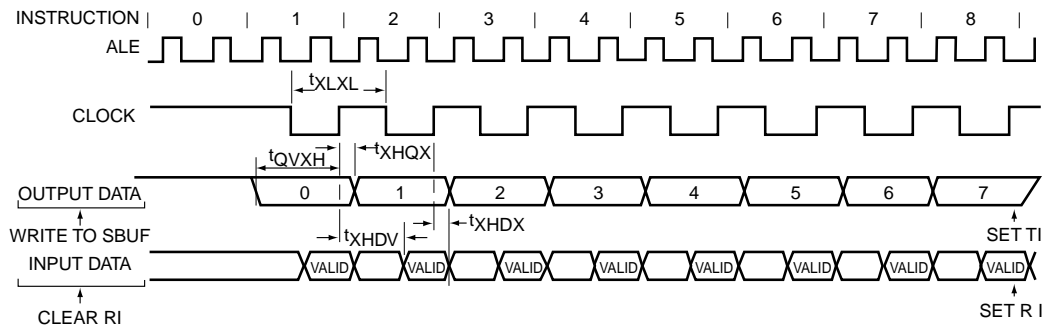 INSTRUCTION | 0 | 1 | 2 | 3 | 4 | 5 | 6 | 7 | 8 |
ALE
tXLXL
CLOCK
tQVXH
tXHQX
OUTPUT DATA
0 1 2 3 4 5 6 7
WRITE TO SBUF
tXHDV
tXHDX
SET TI
INPUT DATA
VALID VALID VALID VALID VALID VALID VALID VALID
CLEAR RI
SET R I